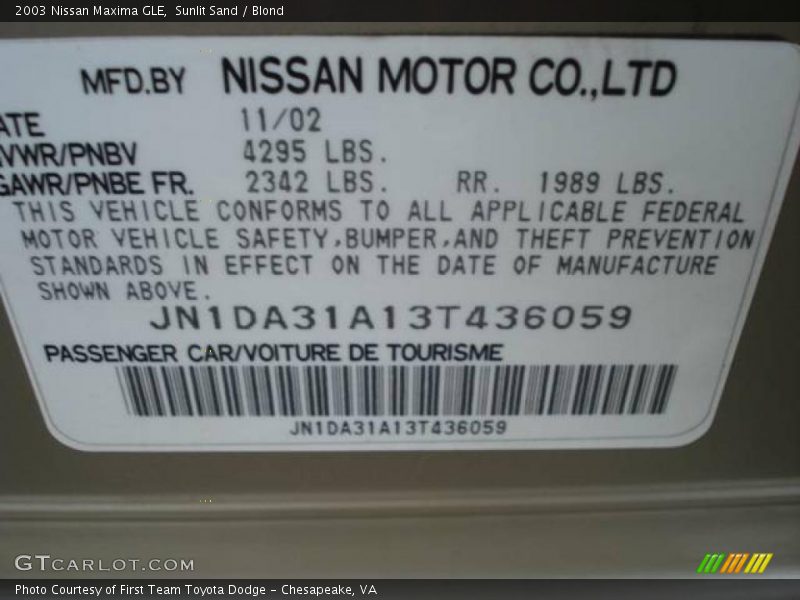 2003 Nissan Maxima GLE, Sunlit Sand / Blond
MFD.BY NISSAN MOTOR CO.,LTD
ATE 11/02
VWR/PNBV 4295 LBS.
GAWR/PNBE FR. 2342 LBS. RR. 1989 LBS.
THIS VEHICLE CONFORMS TO ALL APPLICABLE FEDERAL
MOTOR VEHICLE SAFETY,BUMPER,AND THEFT PREVENTION
STANDARDS IN EFFECT ON THE DATE OF MANUFACTURE
SHOWN ABOVE.
JN1DA31A13T436059
PASSENGER CAR/VOITURE DE TOURISME
JN1DA31A13T436059
GTCARLOT.COM
Photo Courtesy of First Team Toyota Dodge - Chesapeake, VA